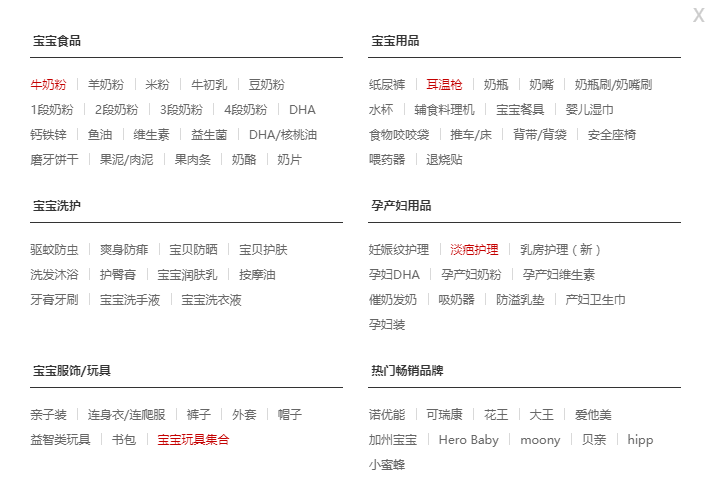 X
宝宝食品
牛奶粉 | 羊奶粉 | 米粉 | 牛初乳 | 豆奶粉
1段奶粉 | 2段奶粉 | 3段奶粉 | 4段奶粉 | DHA
钙铁锌 | 鱼油 | 维生素 | 益生菌 | DHA/核桃油
磨牙饼干 | 果泥/肉泥 | 果肉条 | 奶酪 | 奶片
宝宝用品
纸尿裤 | 耳温枪 | 奶瓶 | 奶嘴 | 奶瓶刷/奶嘴刷
水杯 | 辅食料理机 | 宝宝餐具 | 婴儿湿巾
食物咬咬袋 | 推车/床 | 背带/背袋 | 安全座椅
喂药器 | 退烧贴
宝宝洗护
驱蚊防虫 | 爽身防痱 | 宝贝防晒 | 宝贝护肤
洗发沐浴 | 护臀膏 | 宝宝润肤乳 | 按摩油
牙膏牙刷 | 宝宝洗手液 | 宝宝洗衣液
孕产妇用品
妊娠纹护理 | 淡疤护理 | 乳房护理（新）
孕妇DHA | 孕产妇奶粉 | 孕产妇维生素
催奶发奶 | 吸奶器 | 防溢乳垫 | 产妇卫生巾
孕妇装
宝宝服饰/玩具
亲子装 | 连身衣/连爬服 | 裤子 | 外套 | 帽子
益智类玩具 | 书包 | 宝宝玩具集合
热门畅销品牌
诺优能 | 可瑞康 | 花王 | 大王 | 爱他美
加州宝宝 | Hero Baby | moony | 贝亲 | hipp
小蜜蜂